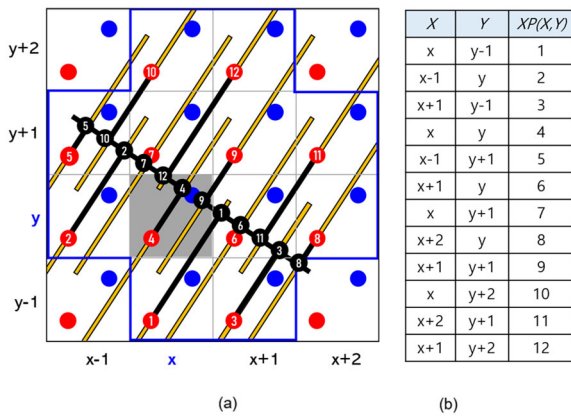 y+2
10
12
y+1
5
10
2
5
7
7
12
9
11
4
y
9
1
2
4
6
6
8
11
3
8
y-1
1
3
x-1 x x+1 x+2
(a)
X Y XP(X,Y)
x y-1 1
x-1 y 2
x+1 y-1 3
x y 4
x-1 y+1 5
x+1 y 6
x y+1 7
x+2 y 8
x+1 y+1 9
x y+2 10
x+2 y+1 11
x+1 y+2 12
(b)